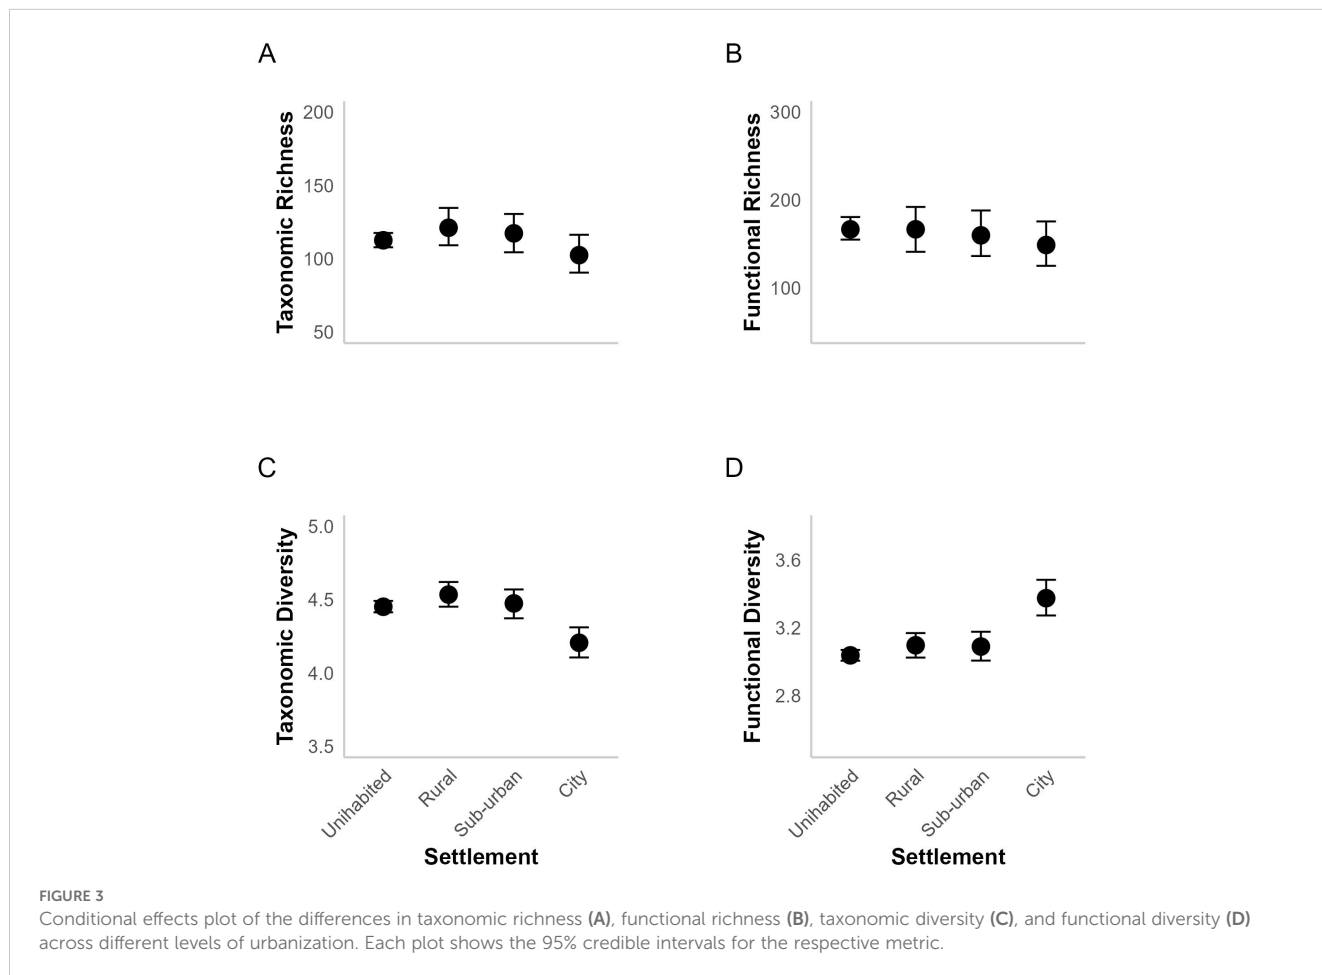 A
Taxonomic Richness
200
150
100
50
B
Functional Richness
300
200
100
C
Taxonomic Diversity
5.0
4.5
4.0
3.5
Unihabited
Rural
Sub-urban
City
Settlement
D
Functional Diversity
3.6
3.2
2.8
Unihabited
Rural
Sub-urban
City
Settlement
FIGURE 3
Conditional effects plot of the differences in taxonomic richness (A), functional richness (B), taxonomic diversity (C), and functional diversity (D)
across different levels of urbanization. Each plot shows the 95% credible intervals for the respective metric.